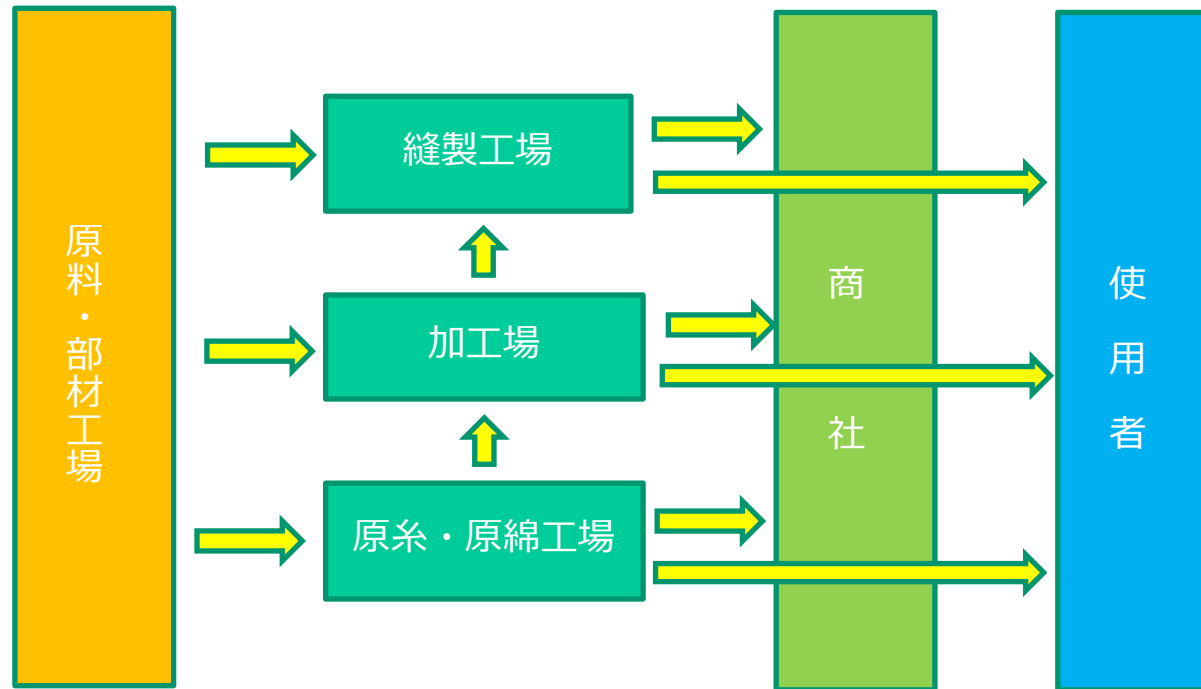 原料・部材工場
縫製工場
加工場
原糸・原綿工場
商社
使用者